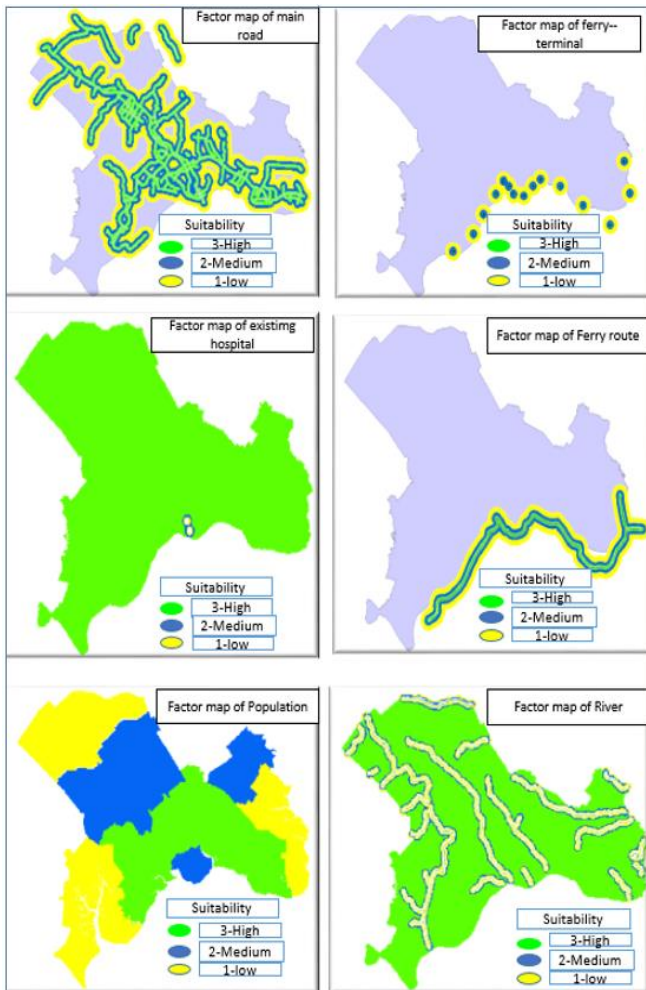 Factor map of main
road
Suitability
3-High
2-Medium
1-low
Factor map of ferry--
terminal
Suitability
3-High
2-Medium
1-low
Factor map of existimg
hospital
Suitability
3-High
2-Medium
1-low
Factor map of Ferry route
Suitability
3-High
2-Medium
1-low
Factor map of Population
Suitability
3-High
2-Medium
1-low
Factor map of River
Suitability
3-High
2-Medium
1-low